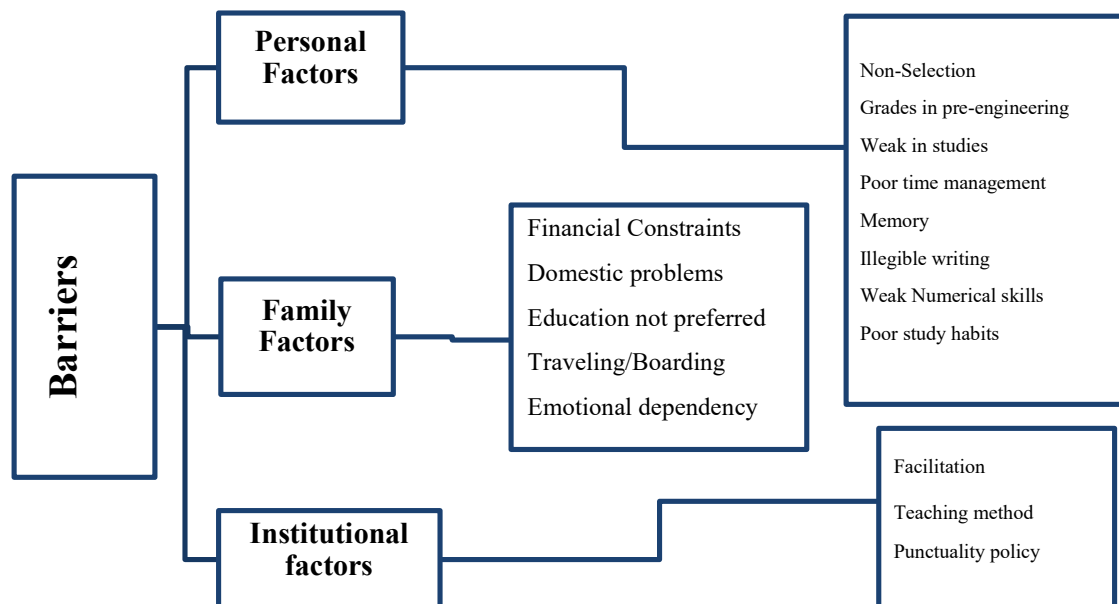 Barriers
Personal
Factors
Non-Selection
Grades in pre-engineering
Weak in studies
Poor time management
Memory
Illegible writing
Weak Numerical skills
Poor study habits
Family
Factors
Financial Constraints
Domestic problems
Education not preferred
Traveling/Boarding
Emotional dependency
Institutional
factors
Facilitation
Teaching method
Punctuality policy